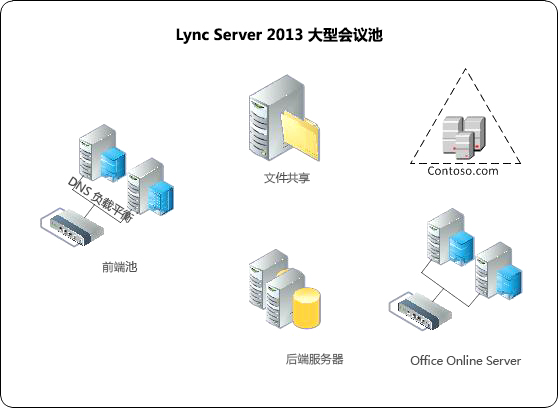 Lync Server 2013 大型会议池
文件共享
Contoso.com
DNS 负载平衡
前端池
后端服务器
Office Online Server